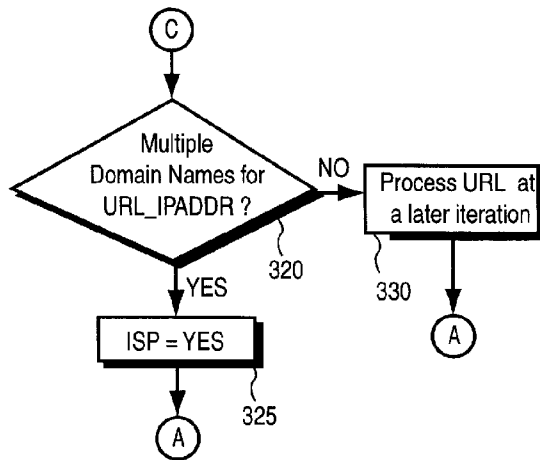 C
Multiple
Domain Names for
URL_IPADDR ?
NO
Process URL at
a later iteration
320
330
YES
ISP = YES
A
325
A